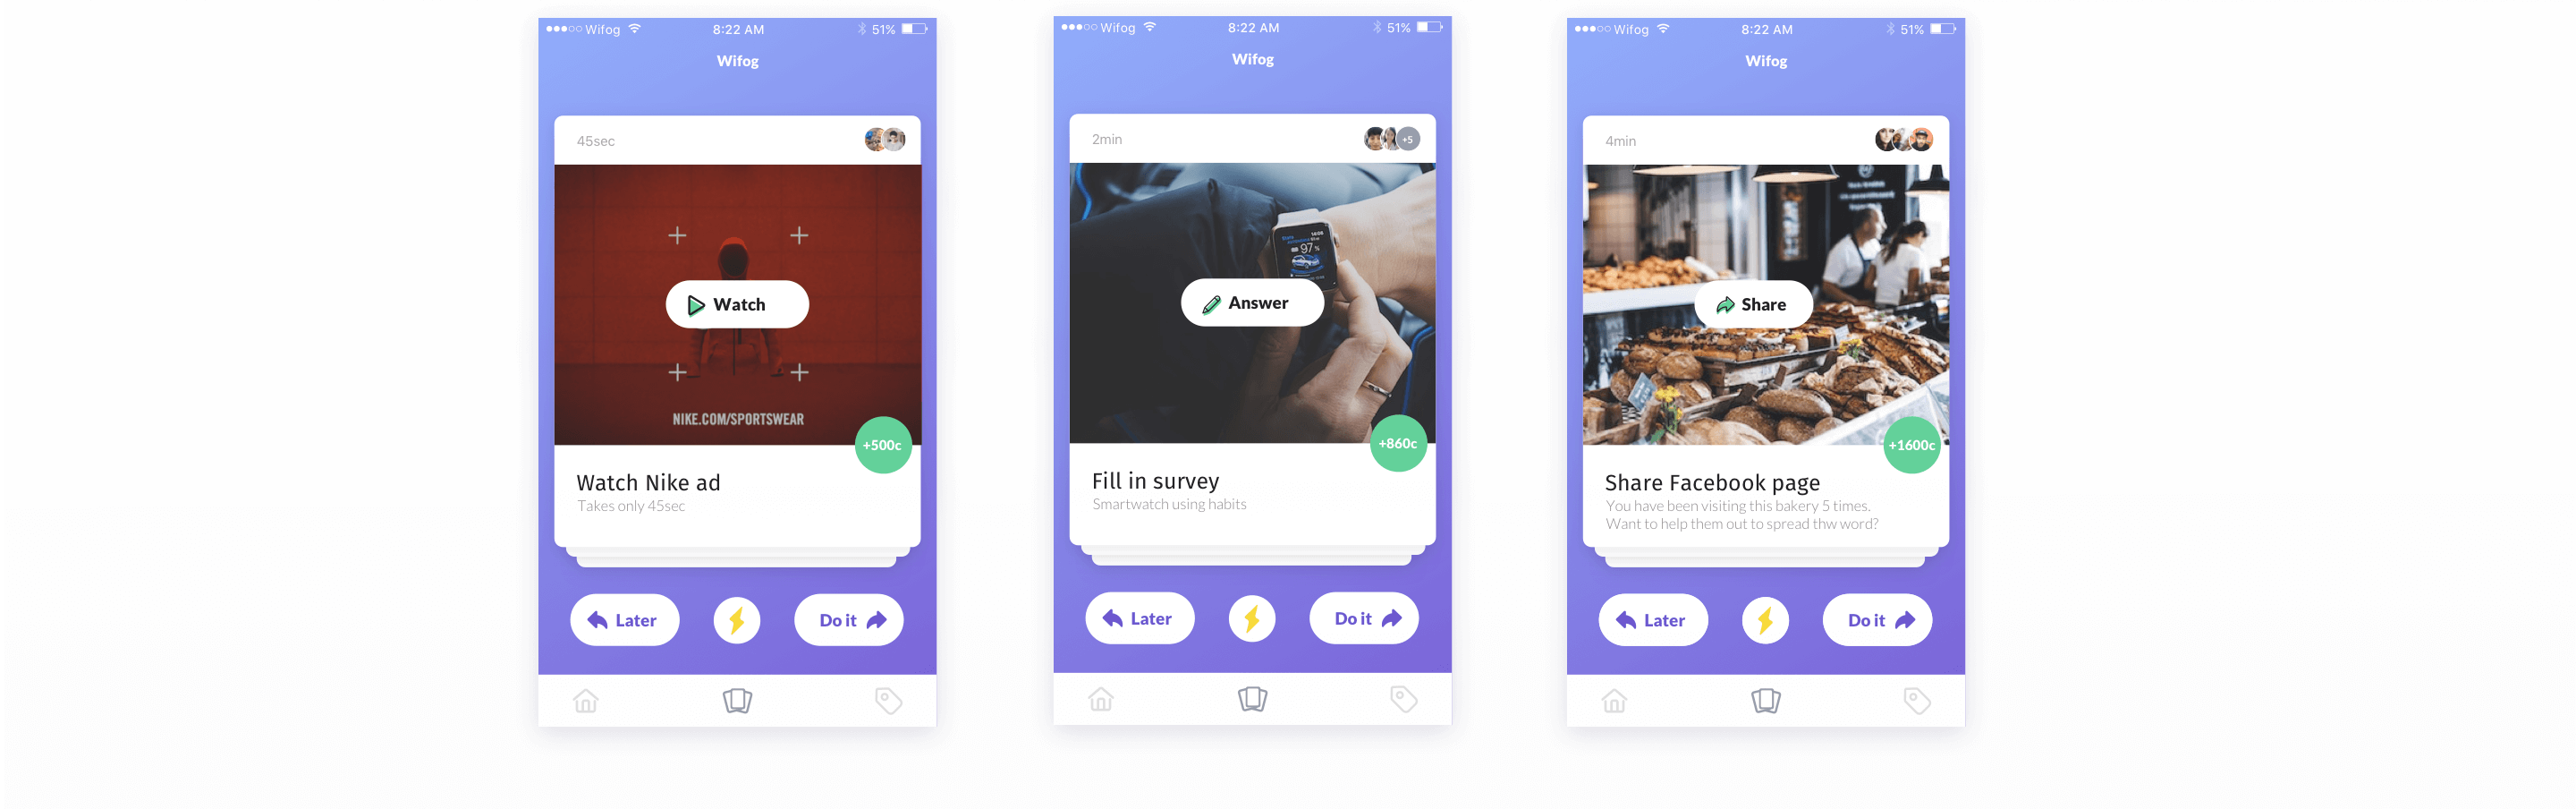 Wifog 8:22 AM 51%
Wifog
45sec
Watch
NIKE.COM/SPORTSWEAR
+500c
Watch Nike ad
Takes only 45sec
Later Do it
Wifog 8:22 AM 51%
Wifog
2min +5
97 %
Answer
+860c
Fill in survey
Smartwatch using habits
Later Do it
Wifog 8:22 AM 51%
Wifog
4min
Share
+1600c
Share Facebook page
You have been visiting this bakery 5 times.
Want to help them out to spread thw word?
Later Do it